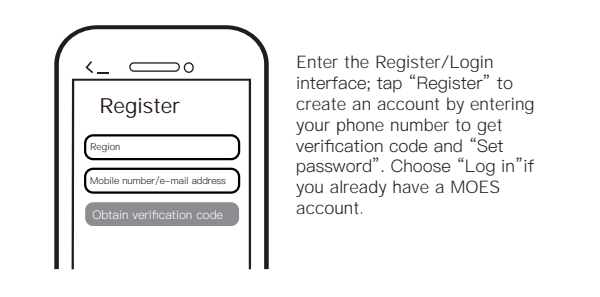 Register
Region
Mobile number/e-mail address
Obtain verification code
Enter the Register/Login
interface; tap “Register” to
create an account by entering
your phone number to get
verification code and “Set
password”. Choose “Log in”if
you already have a MOES
account.